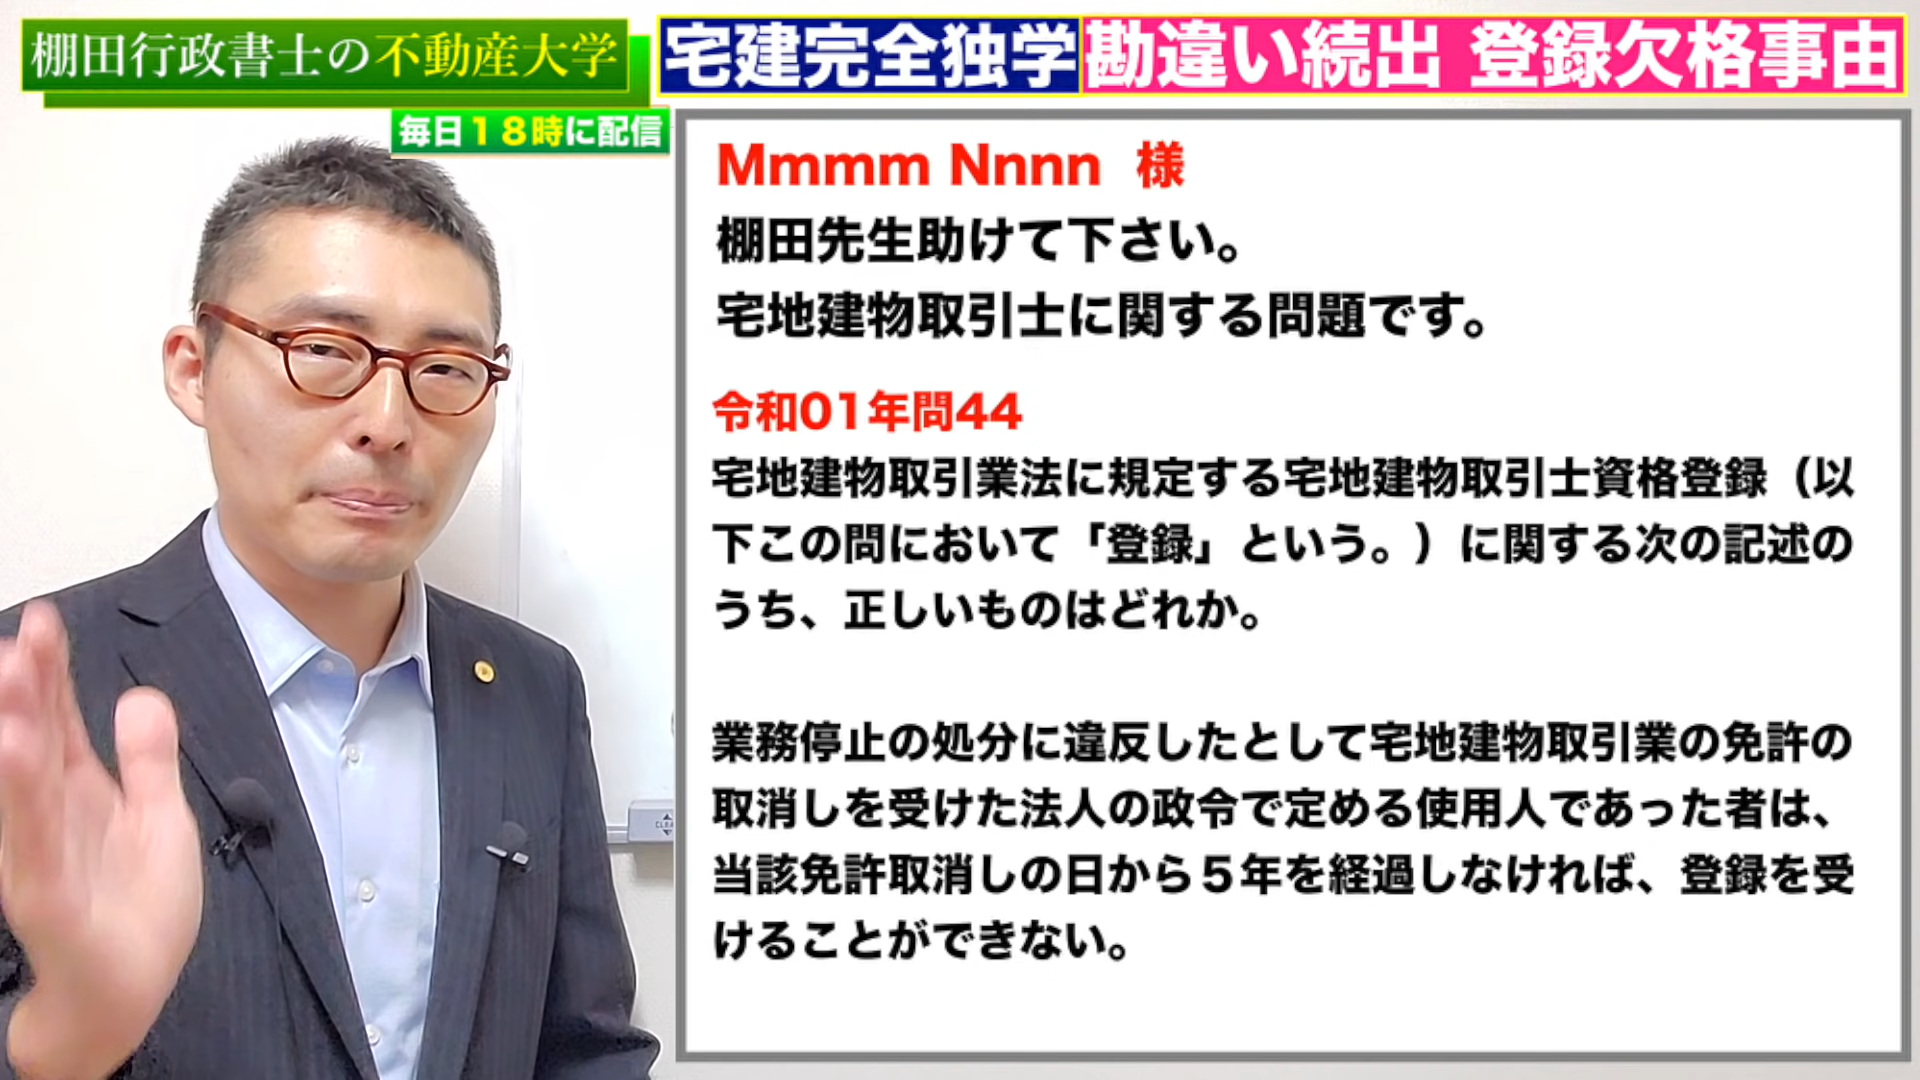 棚田行政書士の不動産大学
毎日１８時に配信
宅建完全独学
勘違い続出 登録欠格事由
Mmmm Nnnn 様
棚田先生助けて下さい。
宅地建物取引士に関する問題です。
令和01年問44
宅地建物取引業法に規定する宅地建物取引士資格登録（以
下この問において「登録」という。）に関する次の記述の
うち、正しいものはどれか。
業務停止の処分に違反したとして宅地建物取引業の免許の
取消しを受けた法人の政令で定める使用人であった者は、
当該免許取消しの日から５年を経過しなければ、登録を受
けることができない。